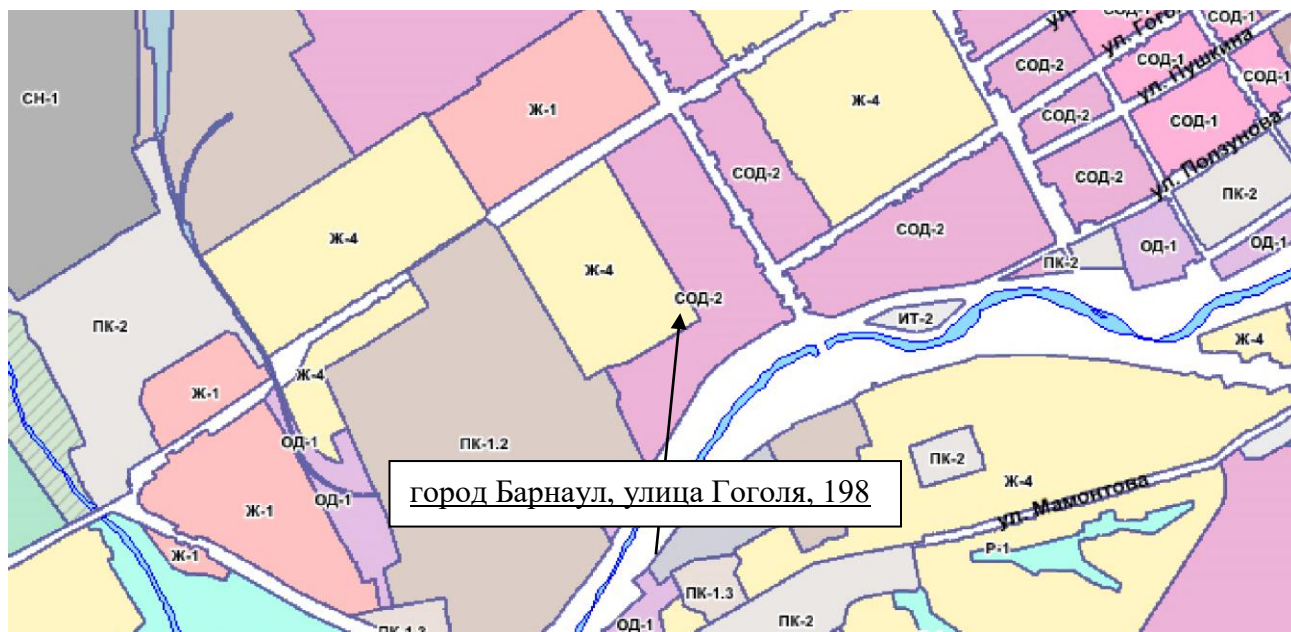 ул. Гого
СОД-1
ул. Пушкина
СОД-1
СОД-2
СОД-1
СН-1
Ж-1
Ж-4
СОД-2
СОД-1
ул. Ползунова
СОД-2
СОД-2
ПК-2
Ж-4
СОД-2
ОД-1
ОД-1
ПК-2
Ж-4
СОД-2
ПК-2
ИТ-2
Ж-4
Ж-4
Ж-1
ОД-1
ПК-1.2
ПК-2
город Барнаул, улица Гоголя, 198
Ж-4
ОД-1
ул. Мамонтова
Ж-1
Ж-1
Р-1
ПК-1.3
ПК-2
ОД-1
ПК-1.3